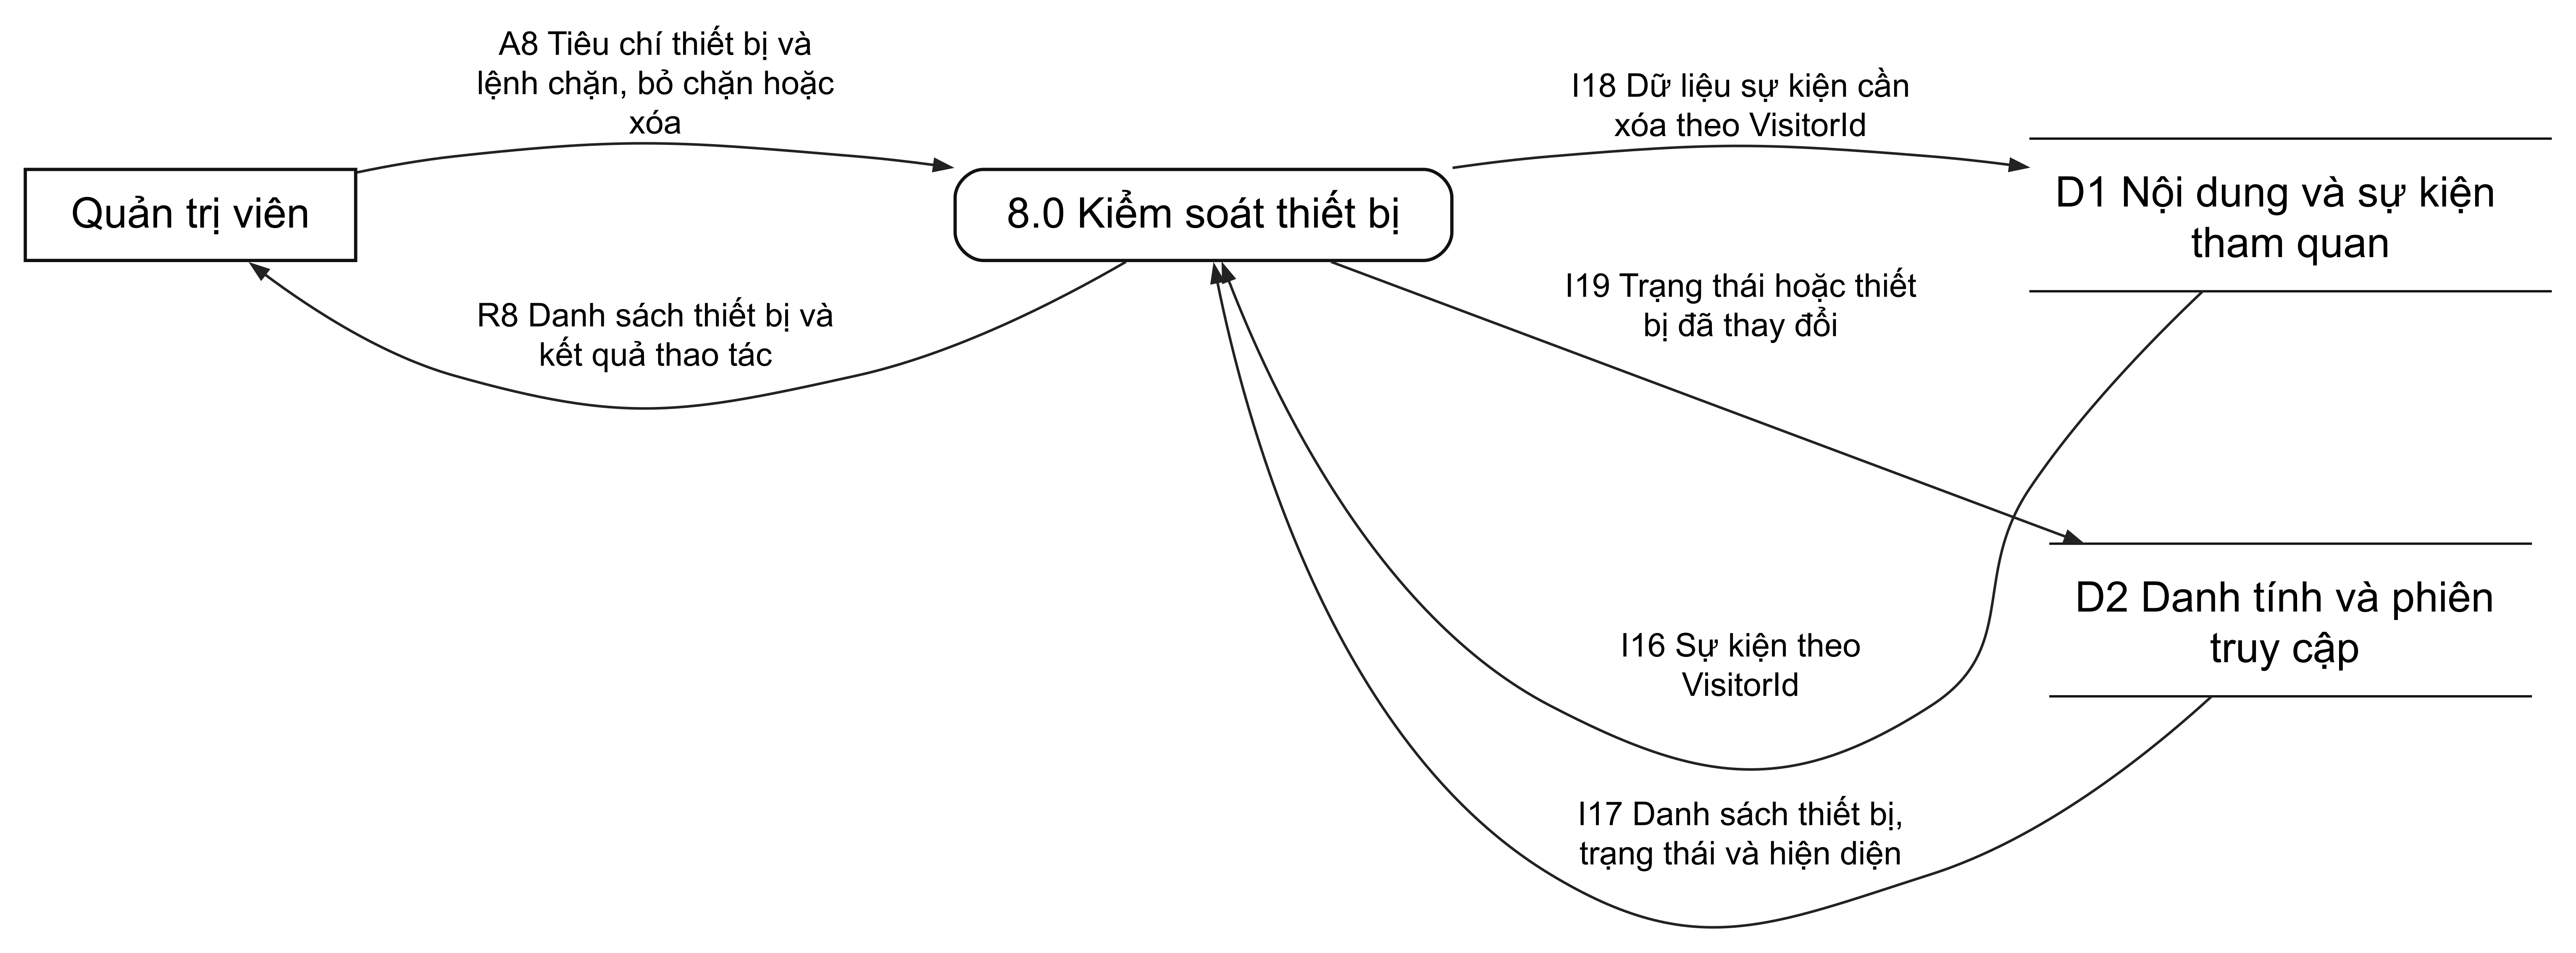 A8 Tiêu chí thiết bị và
lệnh chặn, bỏ chặn hoặc
xóa
I18 Dữ liệu sự kiện cần
xóa theo VisitorId
Quản trị viên
8.0 Kiểm soát thiết bị
D1 Nội dung và sự kiện
tham quan
R8 Danh sách thiết bị và
kết quả thao tác
I19 Trạng thái hoặc thiết
bị đã thay đổi
D2 Danh tính và phiên
truy cập
I16 Sự kiện theo
VisitorId
I17 Danh sách thiết bị,
trạng thái và hiện diện